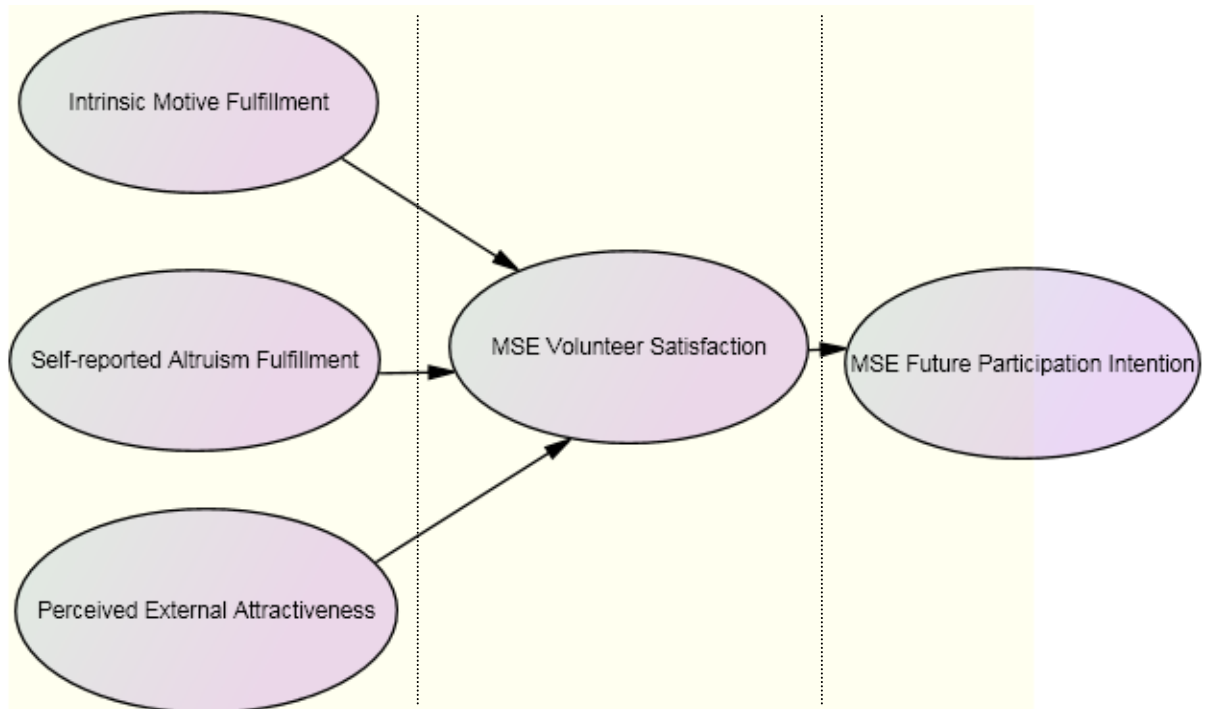 Intrinsic Motive Fulfillment
Self-reported Altruism Fulfillment
MSE Volunteer Satisfaction
MSE Future Participation Intention
Perceived External Attractiveness